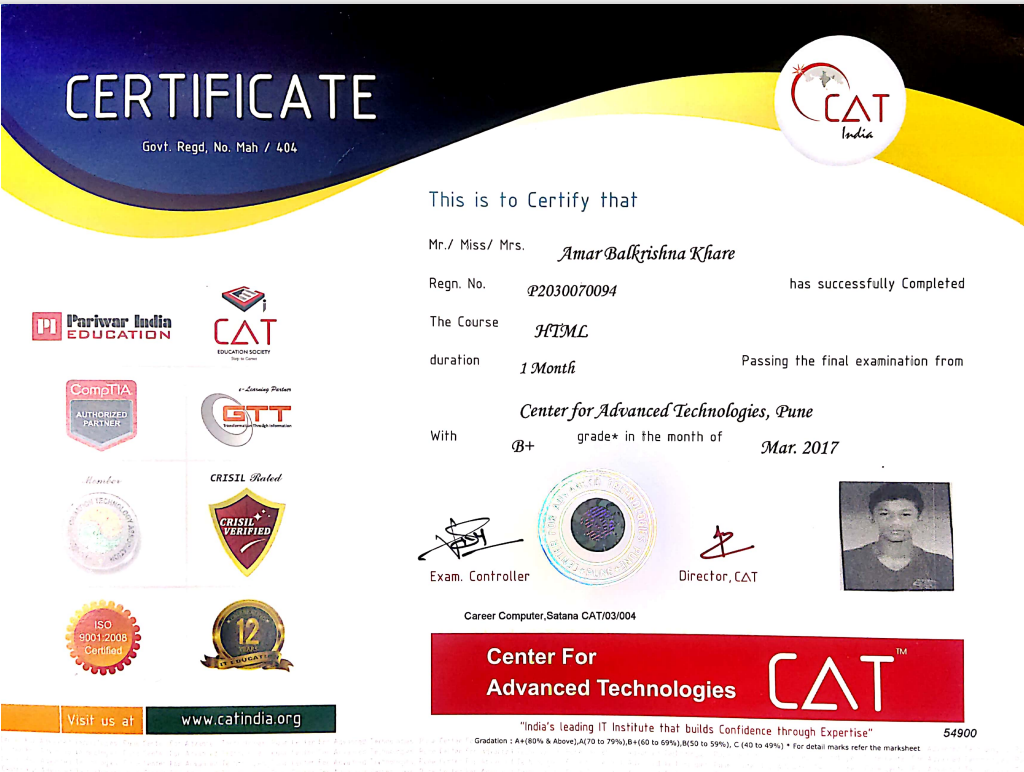 CERTIFICATE
Govt. Regd, No. Mah / 404
CAT
India
This is to Certify that
Mr./ Miss/ Mrs. Amar Balkrishna Khare
Regn. No. P2030070094 has successfully Completed
The Course HTML
duration 1 Month Passing the final examination from
Center for Advanced Technologies, Pune
With B+ grade* in the month of Mar. 2017
PI Pariwar India
EDUCATION
CAT
EDUCATION SOCIETY
Step to Career
CompTIA
AUTHORIZED
PARTNER
e-Learning Partner
GTT
Transformation Through Information
Member
CRISIL Rated
CRISIL
VERIFIED
ISO
9001:2008
Certified
12
YEARS
IT EDUCATION
Exam. Controller
Director, CAT
Career Computer,Satana CAT/03/004
Center For
Advanced Technologies
CAT™
Visit us at www.catindia.org
"India's leading IT Institute that builds Confidence through Expertise"
54900
Gradation : A+(80% & Above),A(70 to 79%),B+(60 to 69%),B(50 to 59%), C (40 to 49%) * For detail marks refer the marksheet